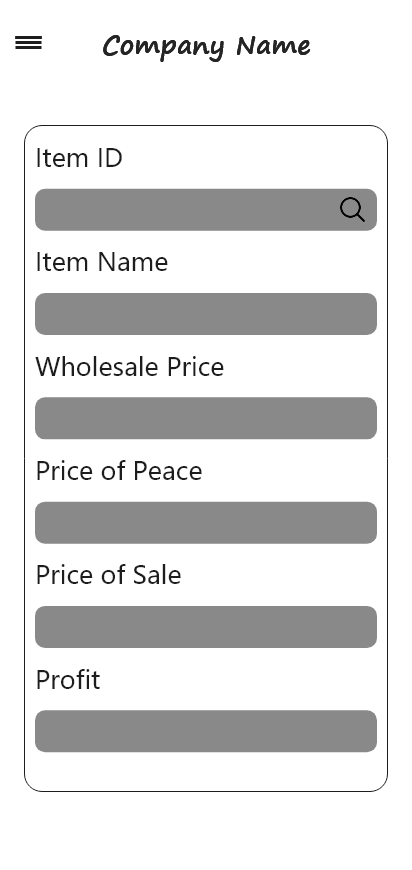 Company Name
Item ID
Item Name
Wholesale Price
Price of Peace
Price of Sale
Profit